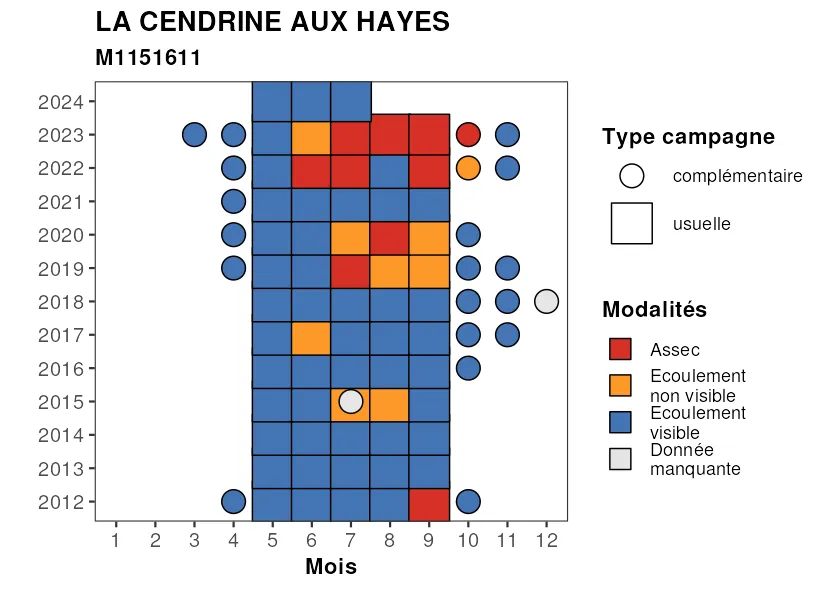 LA CENDRINE AUX HAYES
M1151611
2024
2023
2022
2021
2020
2019
2018
2017
2016
2015
2014
2013
2012
1 2 3 4 5 6 7 8 9 10 11 12
Mois
Type campagne
complémentaire
usuelle
Modalités
Assec
Ecoulement
non visible
Ecoulement
visible
Donnée
manquante